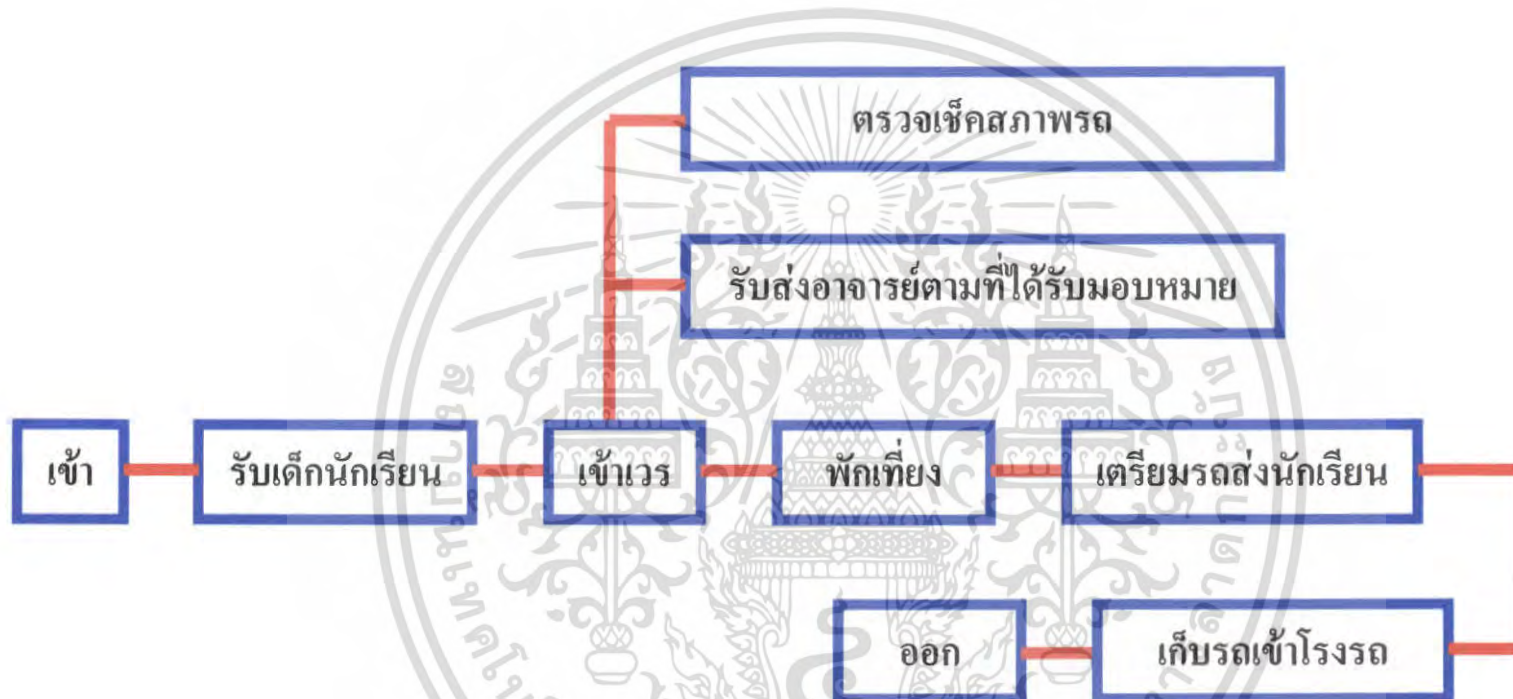 ตรวจเช็คสภาพรถ
รับส่งอาจารย์ตามที่ได้รับมอบหมาย
เข้า
รับเด็กนักเรียน
เข้าเวร
พักเที่ยง
เตรียมรถส่งนักเรียน
ออก
เก็บรถเข้าโรงรถ